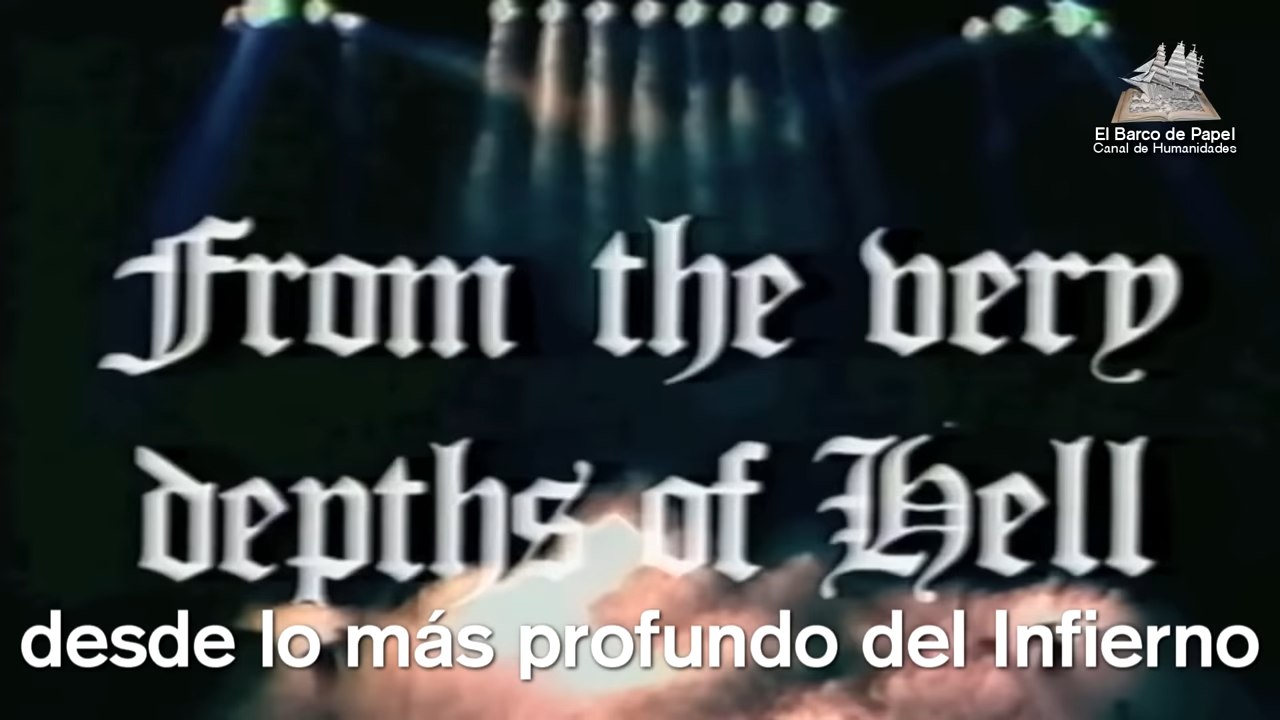 El Barco de Papel
Canal de Humanidades
From the very
depths of Hell
desde lo más profundo del Infierno